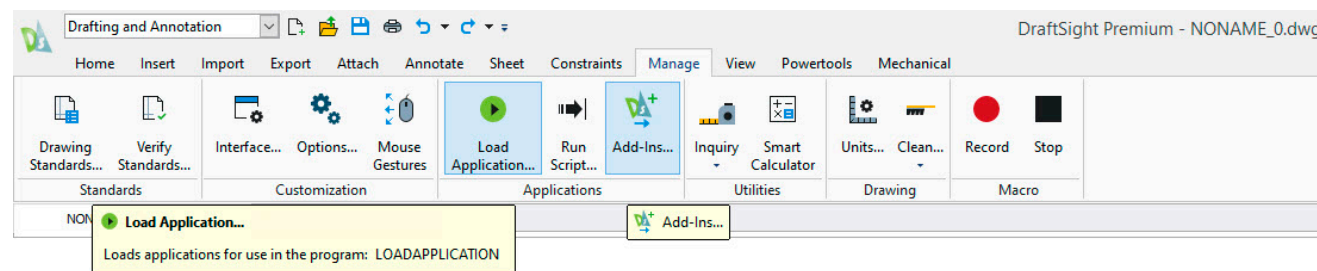 Drafting and Annotation
DraftSight Premium - NONAME_0.dwg
Home Insert Import Export Attach Annotate Sheet Constraints Manage View Powertools Mechanical
Drawing Standards...
Verify Standards...
Interface...
Options...
Mouse Gestures
Load Application...
Run Script...
Add-Ins...
Inquiry
Smart Calculator
Units...
Clean...
Record
Stop
Standards Customization Applications Utilities Drawing Macro
NON
Load Application...
Add-Ins...
Loads applications for use in the program: LOADAPPLICATION